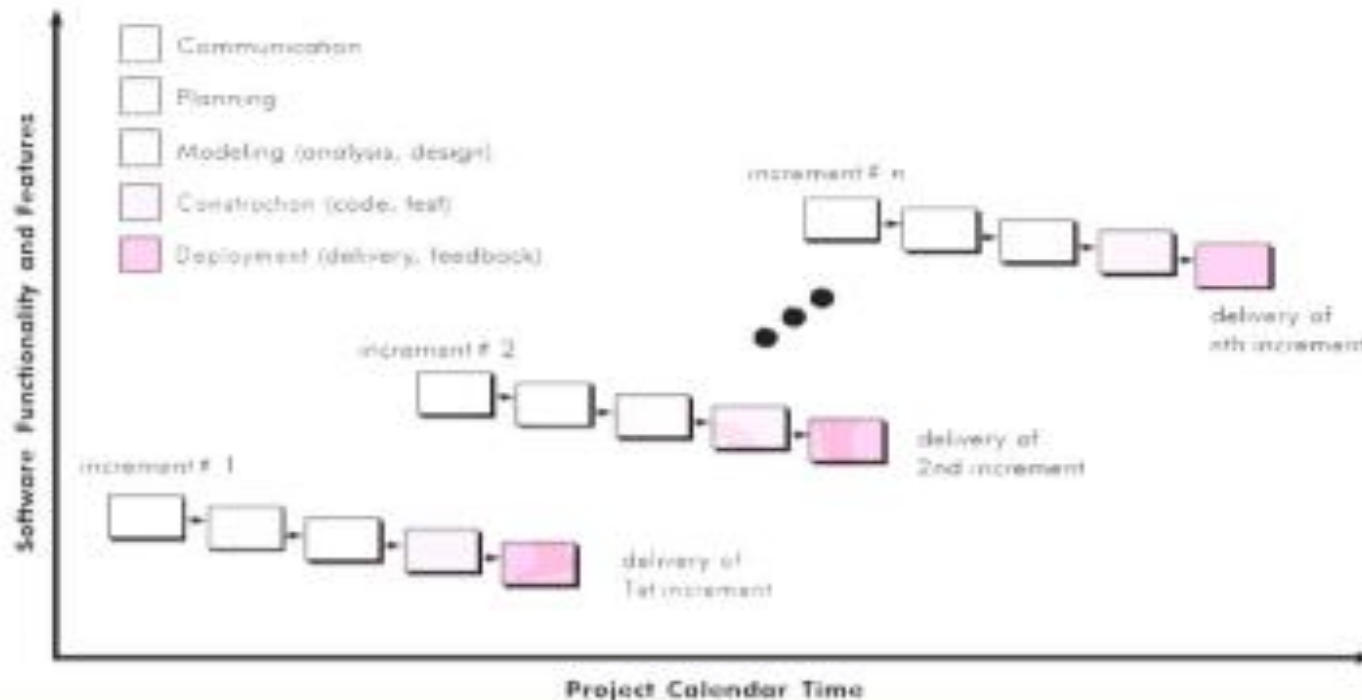 Communication
Planning
Modeling (analysis, design)
Construction (code, test)
Deployment (delivery, feedback)
Software Functionality and Features
increment # n
delivery of
nth increment
increment # 2
delivery of
2nd increment
increment # 1
delivery of
1st increment
Project Calendar Time